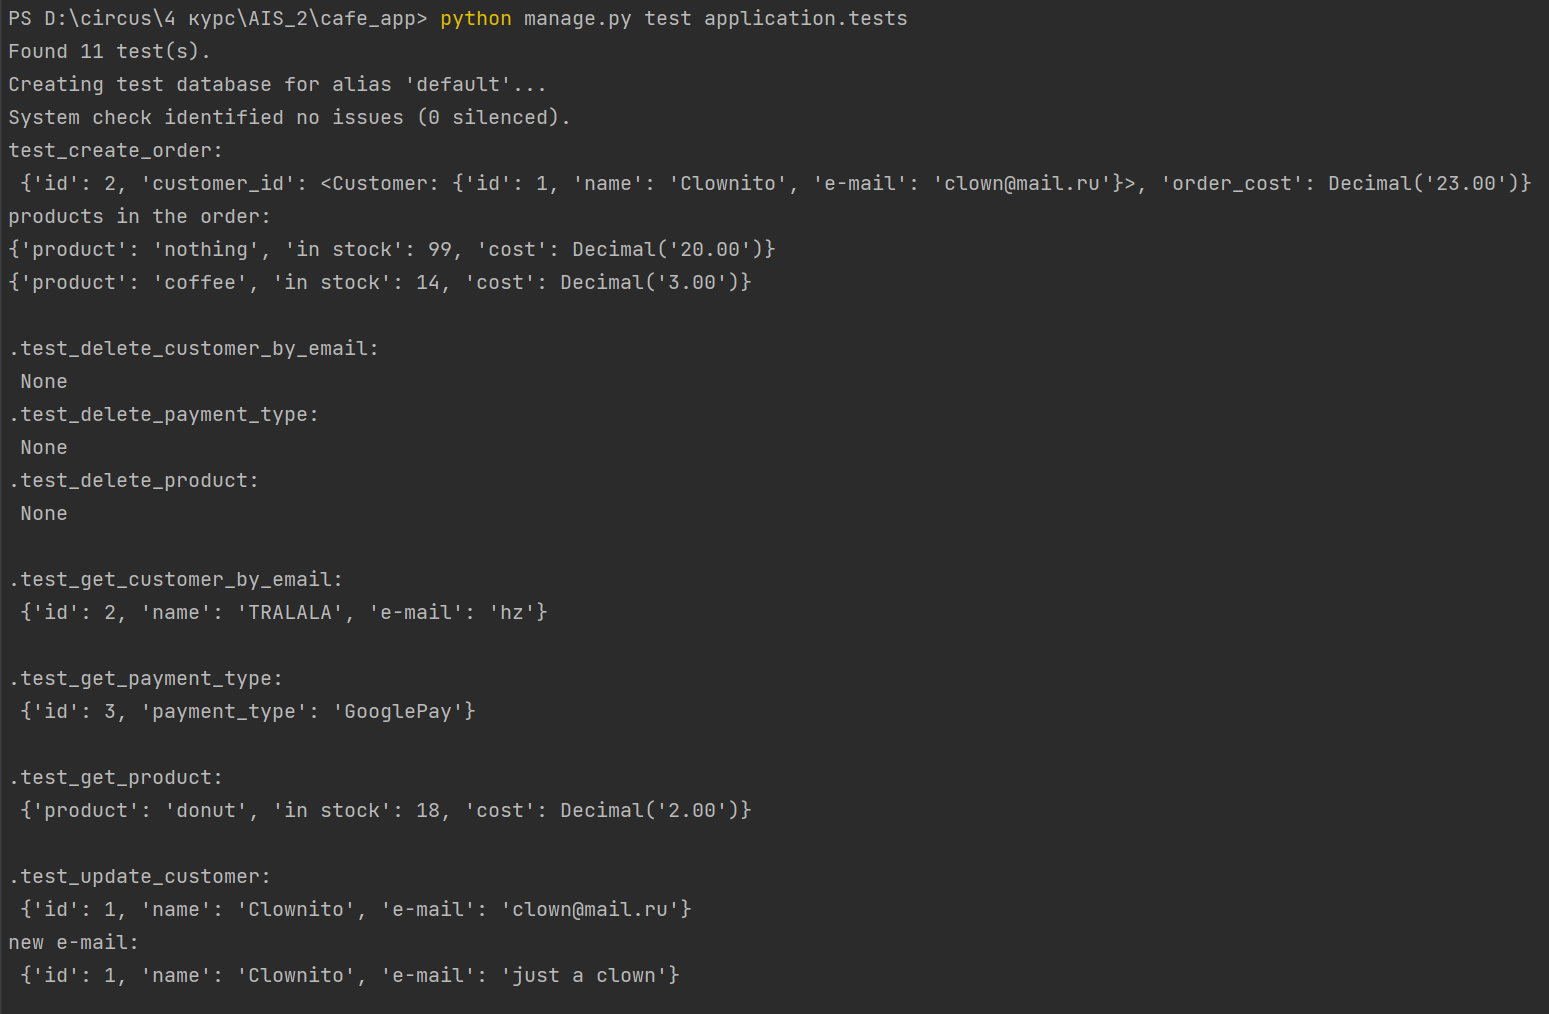 PS D:\circus\4 курс\AIS_2\cafe_app> python manage.py test application.tests
Found 11 test(s).
Creating test database for alias 'default'...
System check identified no issues (0 silenced).
test_create_order:
 {'id': 2, 'customer_id': <Customer: {'id': 1, 'name': 'Clownito', 'e-mail': 'clown@mail.ru'}>, 'order_cost': Decimal('23.00')}
products in the order:
{'product': 'nothing', 'in stock': 99, 'cost': Decimal('20.00')}
{'product': 'coffee', 'in stock': 14, 'cost': Decimal('3.00')}

.test_delete_customer_by_email:
 None
.test_delete_payment_type:
 None
.test_delete_product:
 None

.test_get_customer_by_email:
 {'id': 2, 'name': 'TRALALA', 'e-mail': 'hz'}

.test_get_payment_type:
 {'id': 3, 'payment_type': 'GooglePay'}

.test_get_product:
 {'product': 'donut', 'in stock': 18, 'cost': Decimal('2.00')}

.test_update_customer:
 {'id': 1, 'name': 'Clownito', 'e-mail': 'clown@mail.ru'}
new e-mail:
 {'id': 1, 'name': 'Clownito', 'e-mail': 'just a clown'}